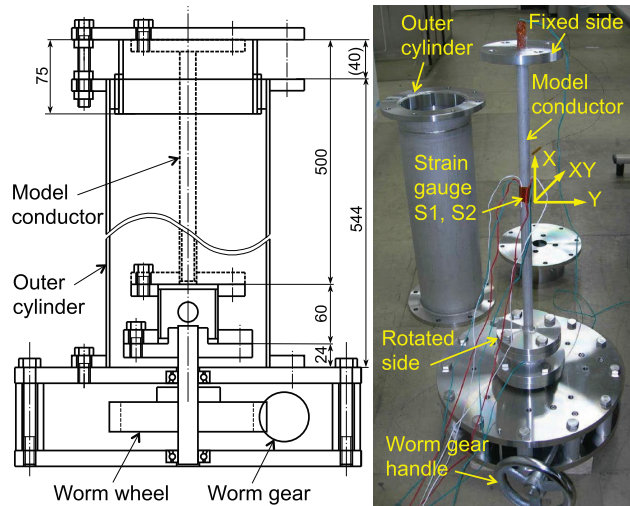 75
(40)
500
544
60
24
Model
conductor
Outer
cylinder
Worm wheel
Worm gear
Outer
cylinder
Fixed side
Model
conductor
Strain
gauge
S1, S2
X
XY
Y
Rotated
side
Worm gear
handle